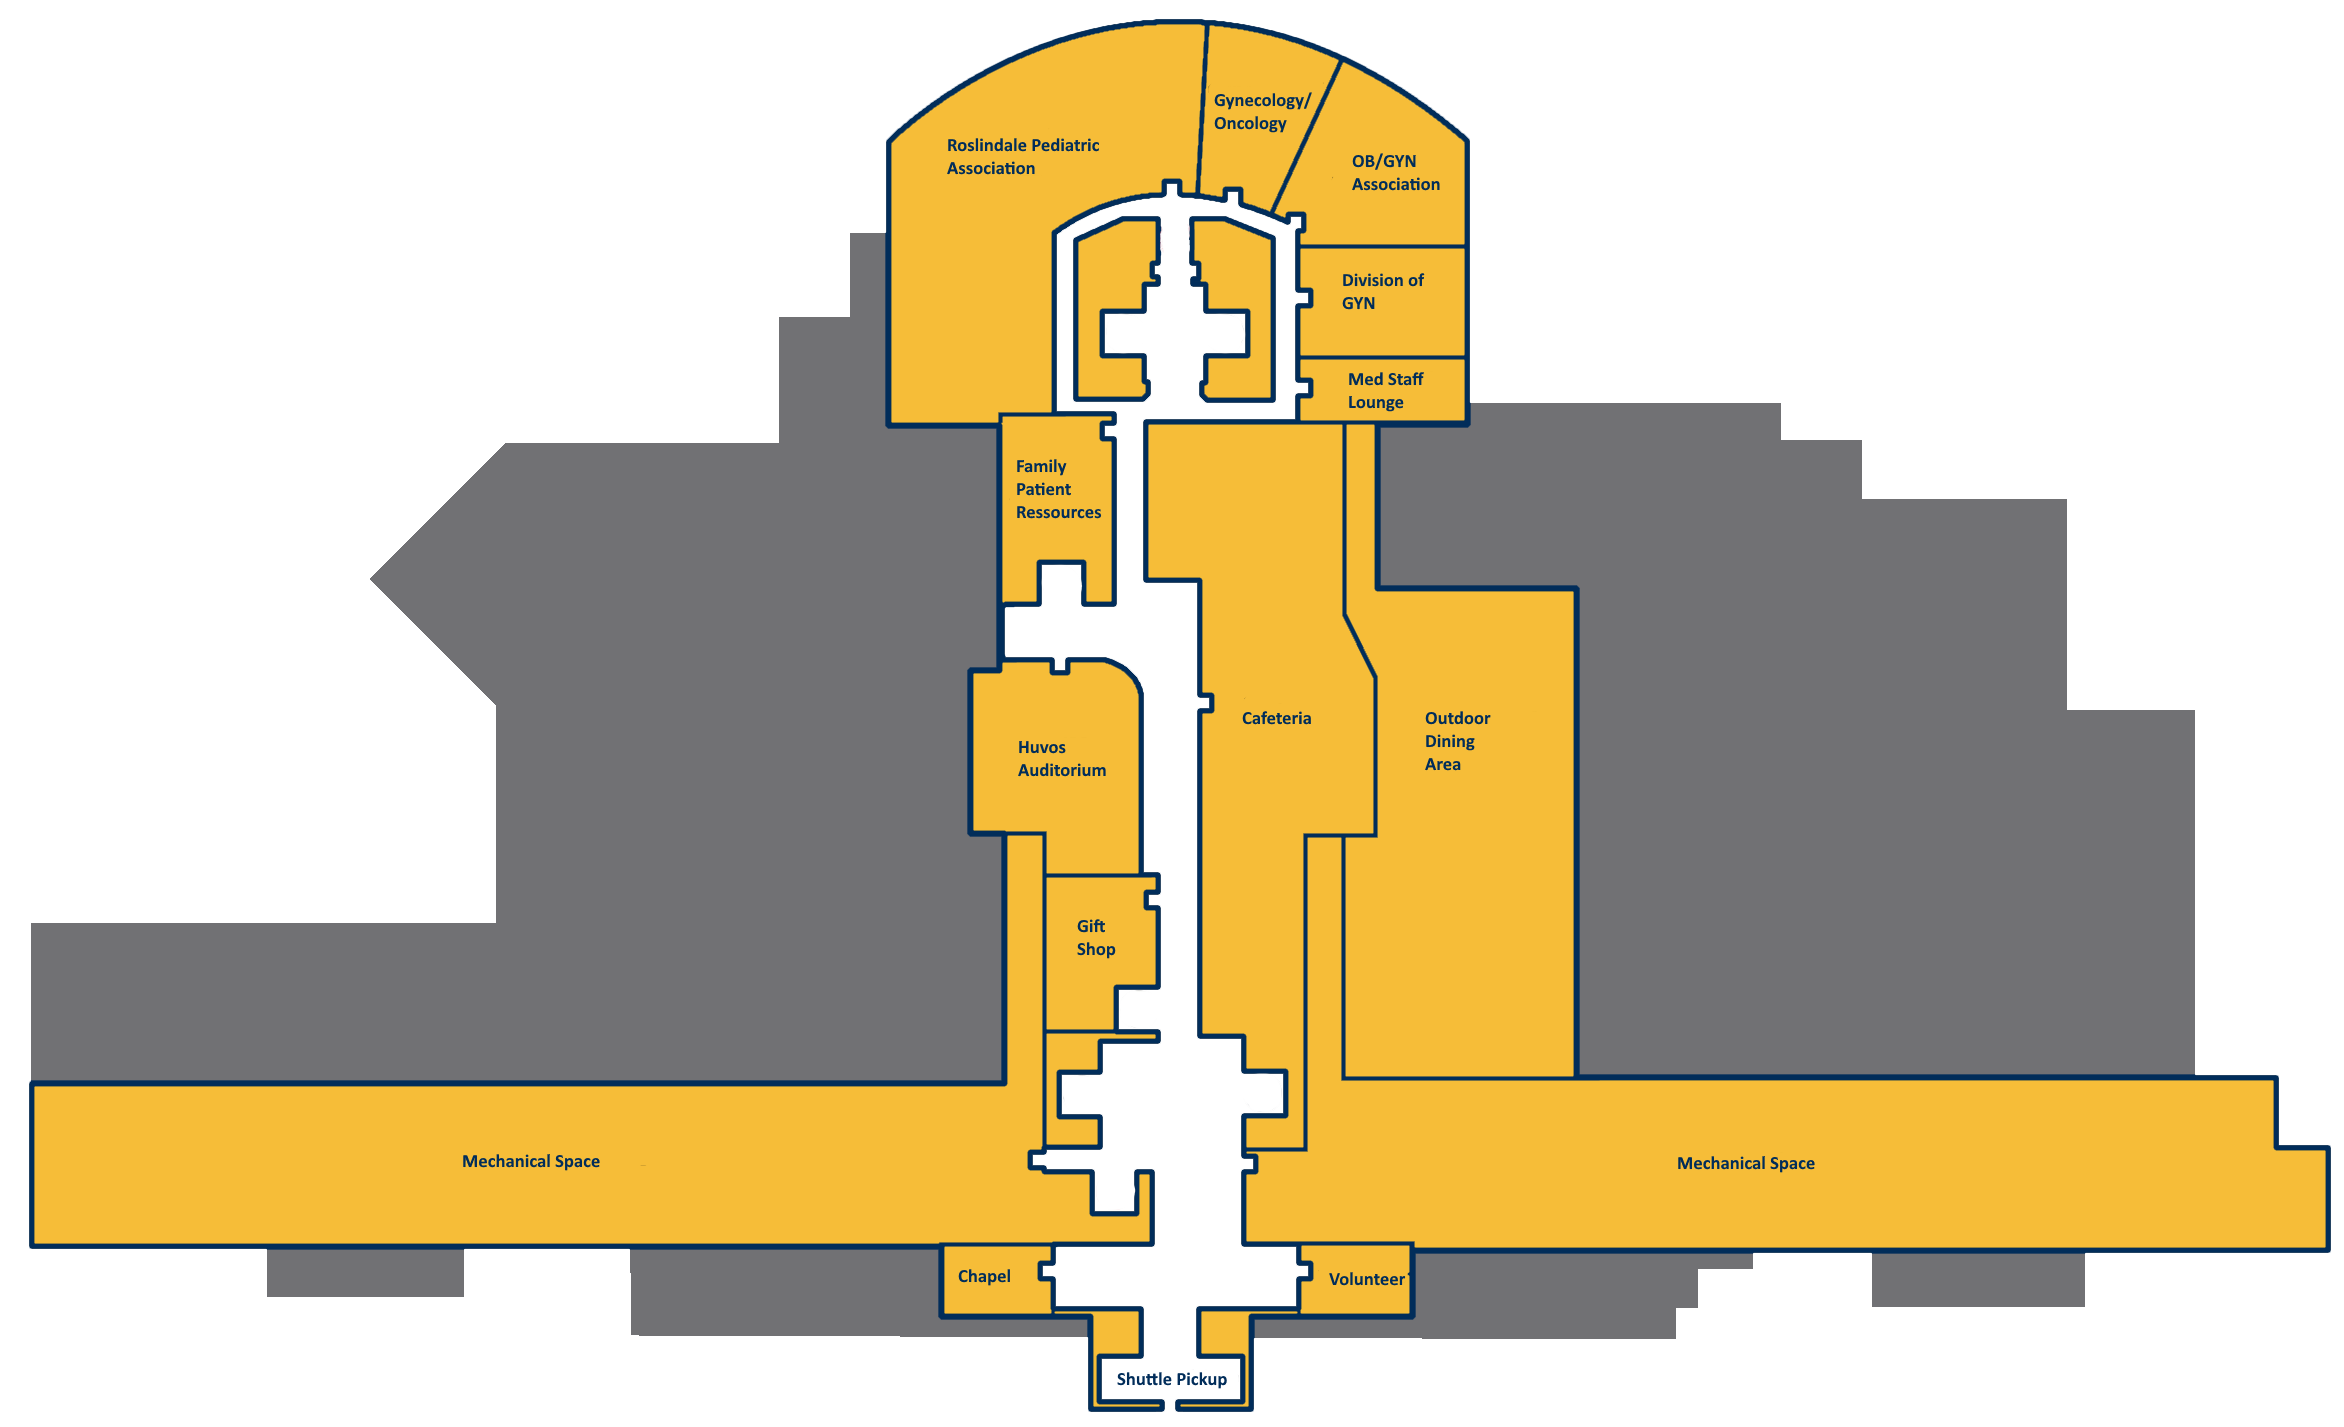 Gynecology/
Oncology
Roslindale Pediatric
Association
OB/GYN
Association
Division of
GYN
Med Staff
Lounge
Family
Patient
Ressources
Cafeteria
Outdoor
Dining
Area
Huvos
Auditorium
Gift
Shop
Mechanical Space
Mechanical Space
Chapel
Volunteer
Shuttle Pickup